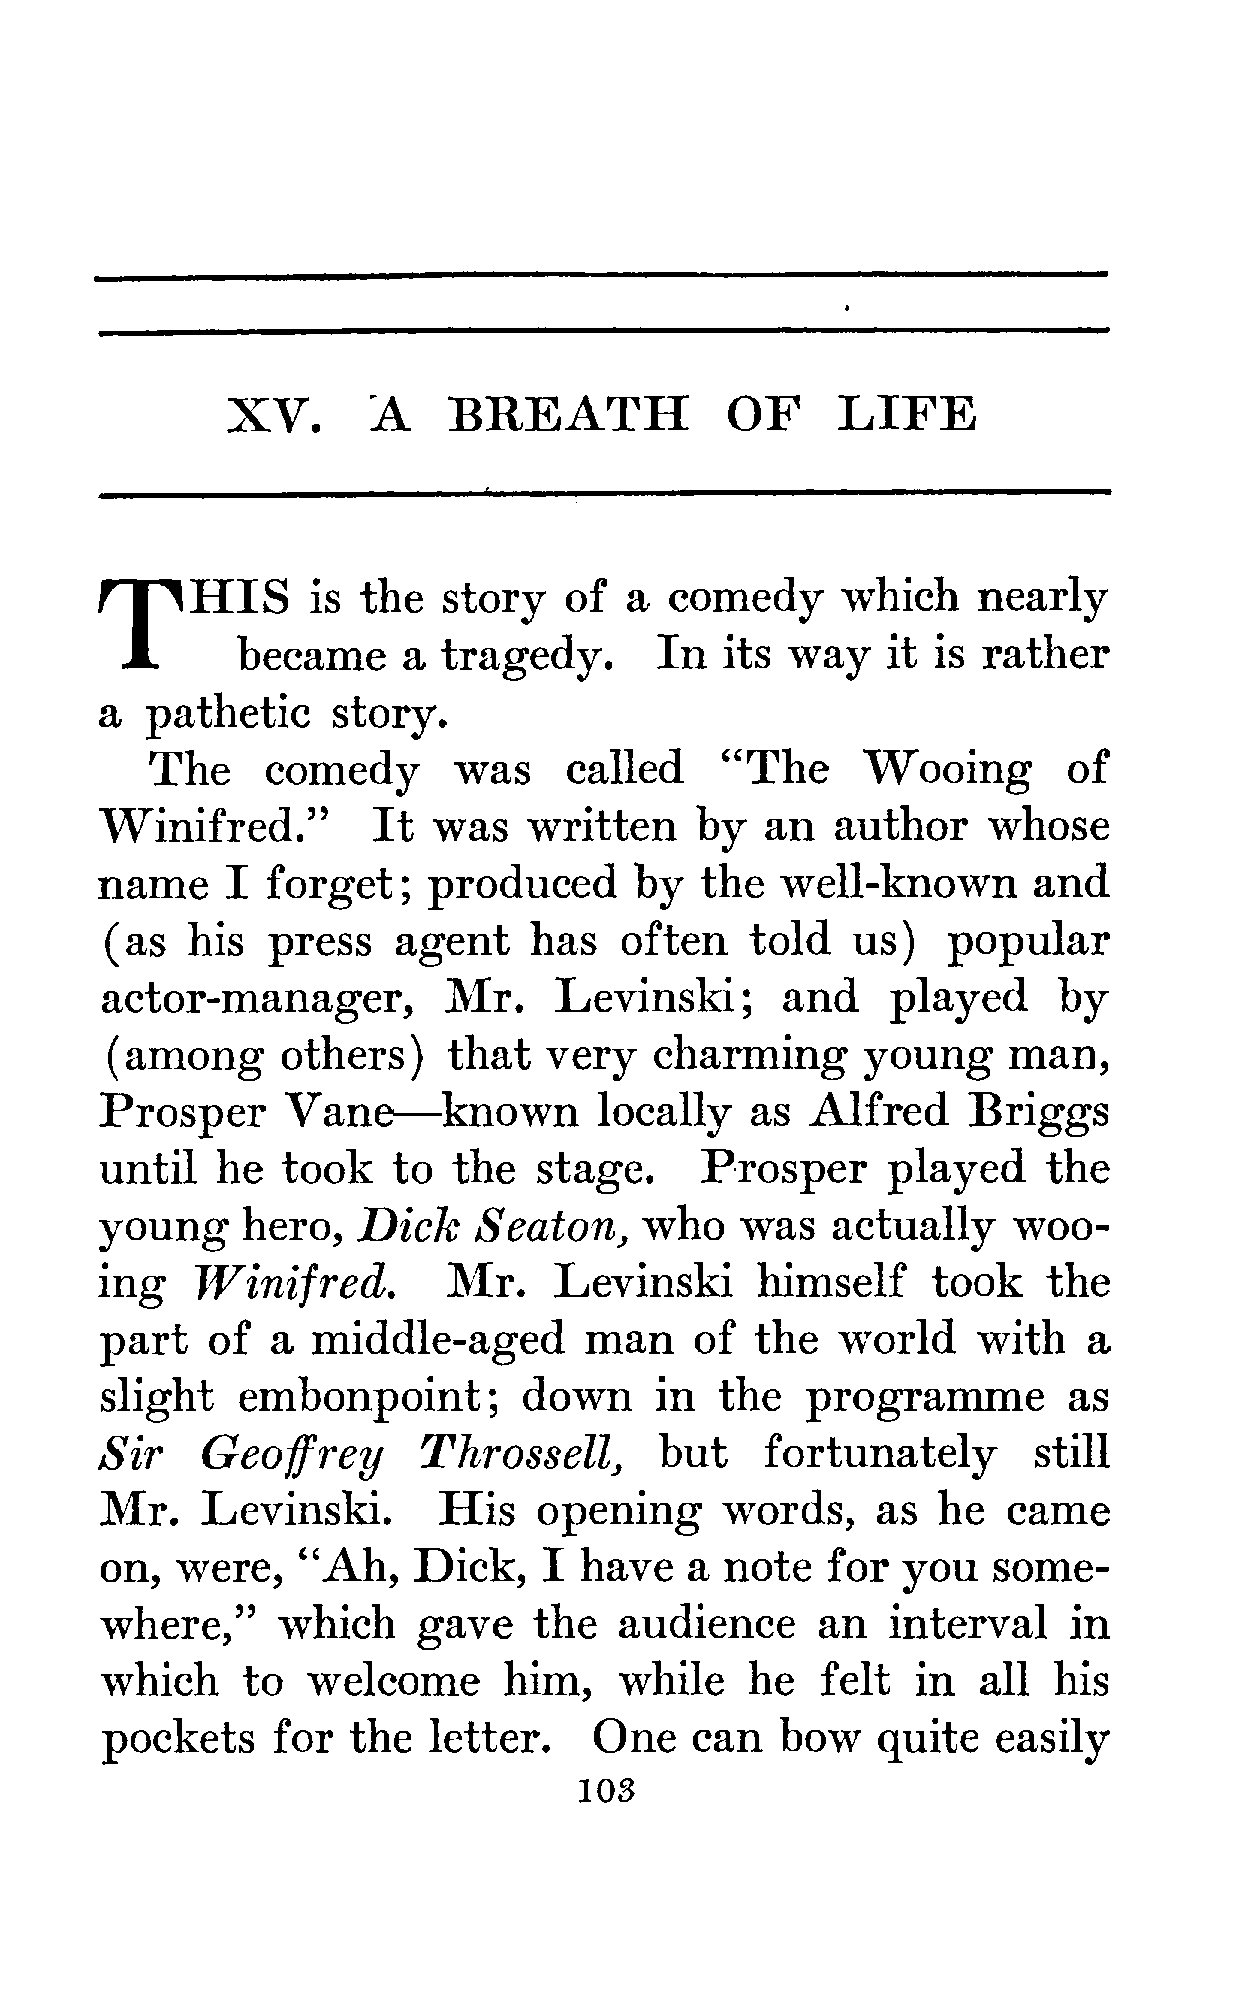 XV. A BREATH OF LIFE
THIS is the story of a comedy which nearly
became a tragedy. In its way it is rather
a pathetic story.
The comedy was called “The Wooing of
Winifred.” It was written by an author whose
name I forget; produced by the well-known and
(as his press agent has often told us) popular
actor-manager, Mr. Levinski; and played by
(among others) that very charming young man,
Prosper Vane—known locally as Alfred Briggs
until he took to the stage. Prosper played the
young hero, Dick Seaton, who was actually woo-
ing Winifred. Mr. Levinski himself took the
part of a middle-aged man of the world with a
slight embonpoint; down in the programme as
Sir Geoffrey Throssell, but fortunately still
Mr. Levinski. His opening words, as he came
on, were, “Ah, Dick, I have a note for you some-
where,” which gave the audience an interval in
which to welcome him, while he felt in all his
pockets for the letter. One can bow quite easily
103